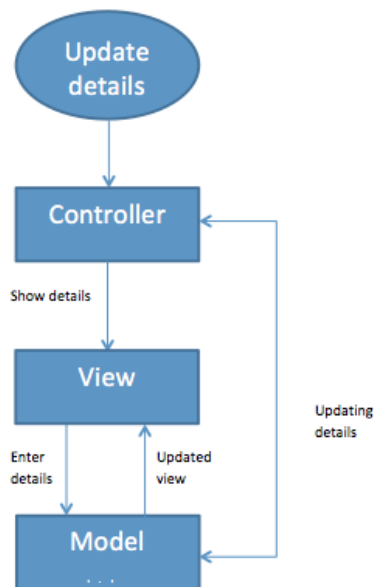 Update
details
Controller
Show details
View
Updating
details
Enter
details
Updated
view
Model